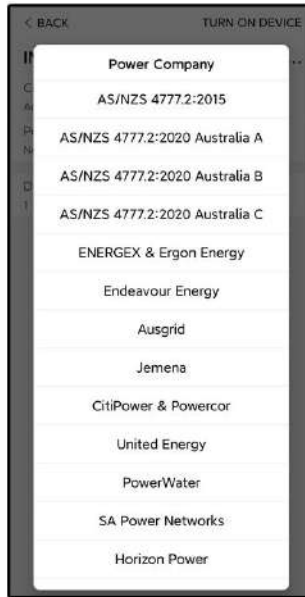 < BACK
TURN ON DEVICE
Power Company
AS/NZS 4777.2:2015
AS/NZS 4777.2:2020 Australia A
AS/NZS 4777.2:2020 Australia B
AS/NZS 4777.2:2020 Australia C
ENERGEX & Ergon Energy
Endeavour Energy
Ausgrid
Jemena
CitiPower & Powercor
United Energy
PowerWater
SA Power Networks
Horizon Power